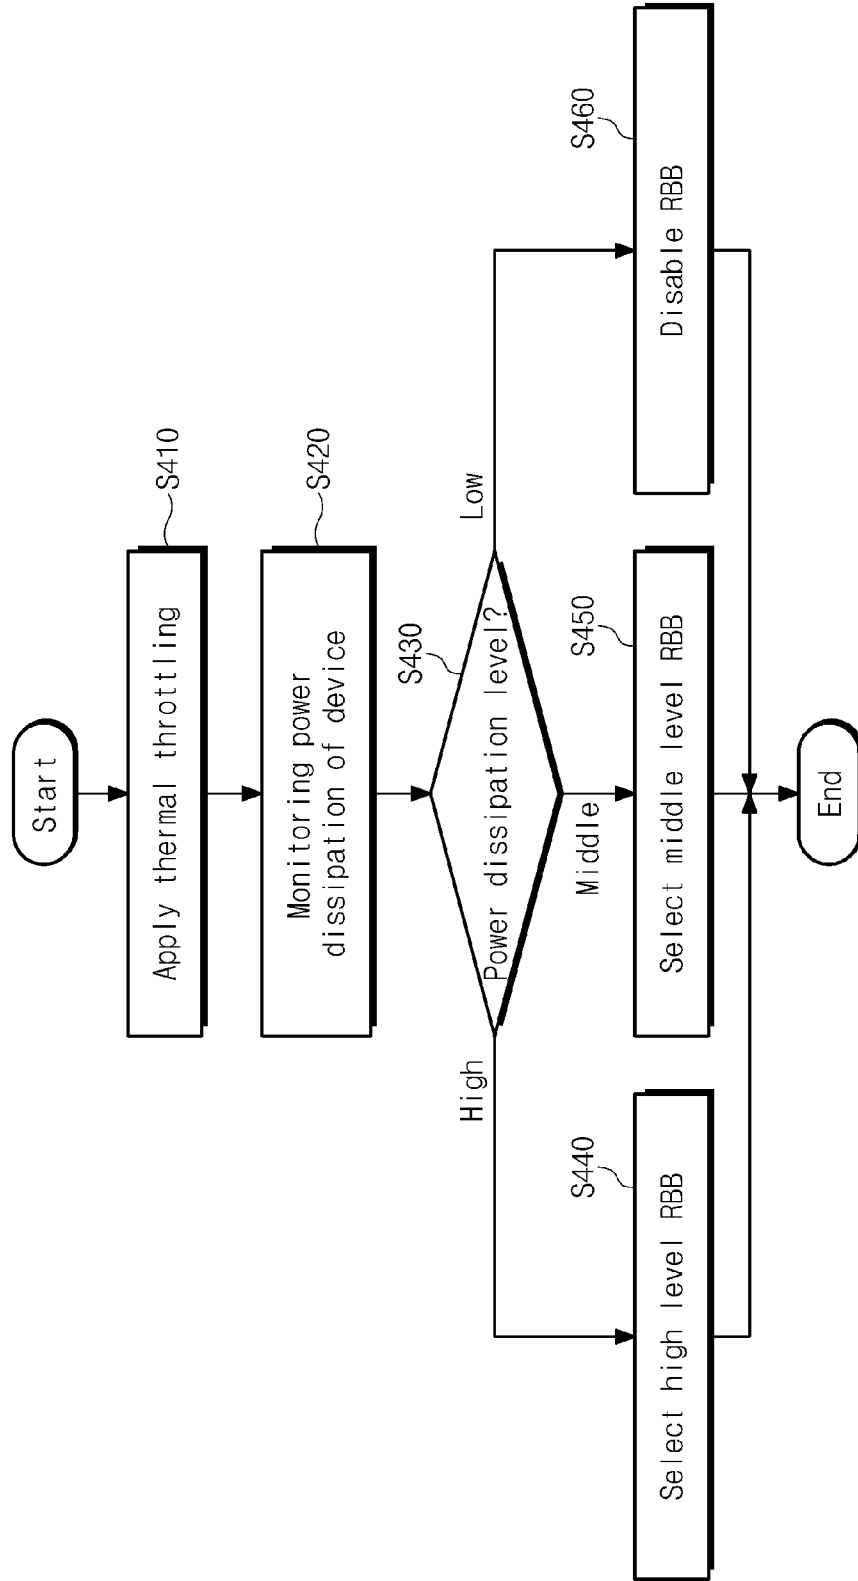 Start
Apply thermal throttling
S410
Monitoring power
dissipation of device
S420
Power dissipation level?
S430
High
Middle
Low
Select high level RBB
S440
Select middle level RBB
S450
Disable RBB
S460
End